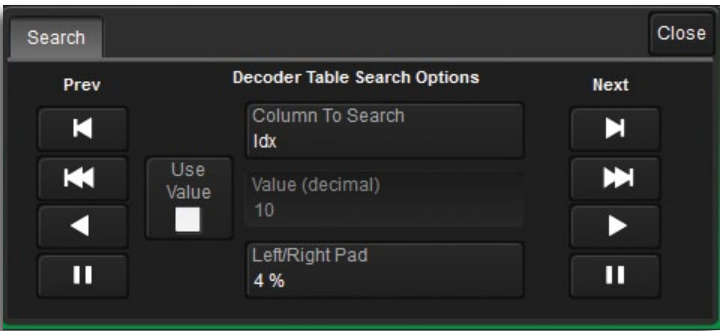 Search
Close
Prev
Decoder Table Search Options
Next
Column To Search
Idx
Use
Value
Value (decimal)
10
Left/Right Pad
4 %